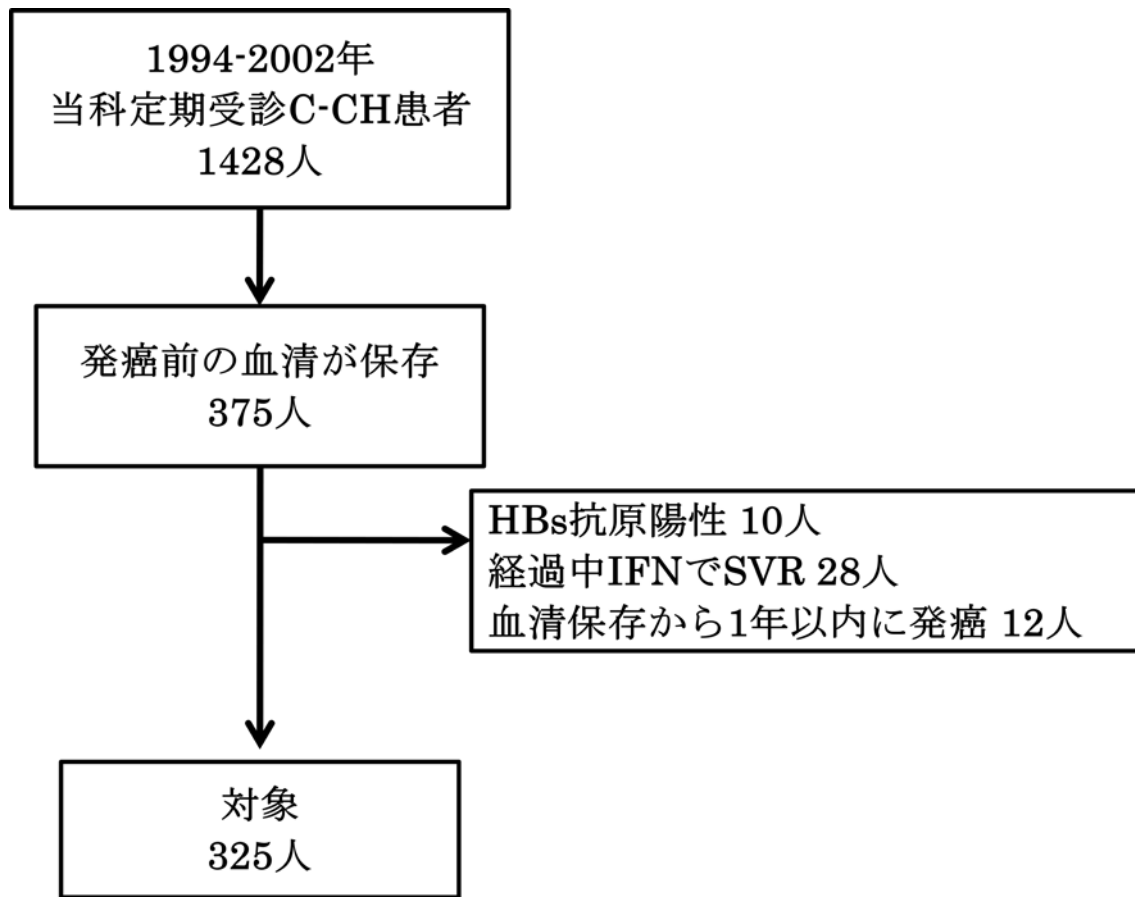 1994-2002年
当科定期受診C-CH患者
1428人
発癌前の血清が保存
375人
HBs抗原陽性 10人
経過中IFNでSVR 28人
血清保存から1年以内に発癌 12人
対象
325人